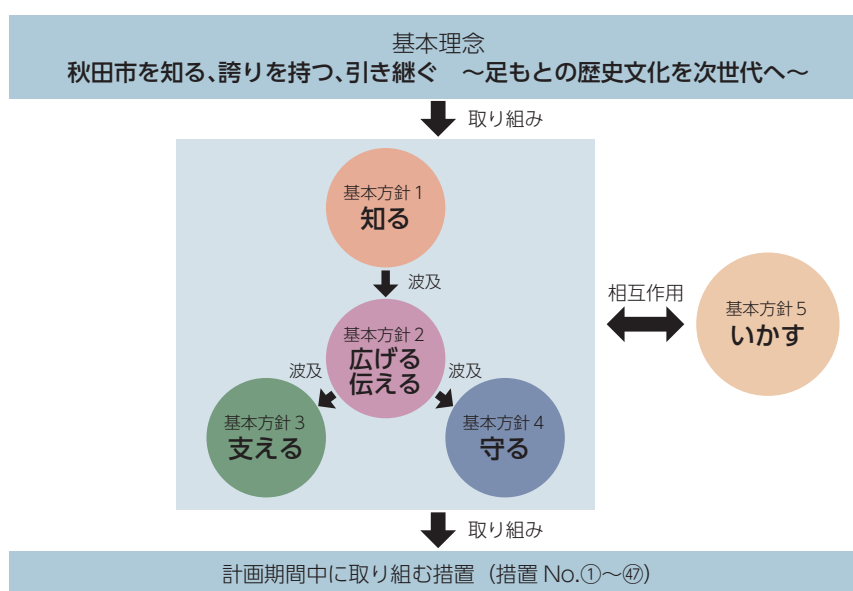 基本理念
秋田市を知る、誇りを持つ、引き継ぐ　～足もとの歴史文化を次世代へ～
取り組み
基本方針1
知る
波及
基本方針2
広げる
伝える
波及
波及
基本方針3
支える
基本方針4
守る
相互作用
基本方針5
いかす
取り組み
計画期間中に取り組む措置（措置 No.①～㊼）